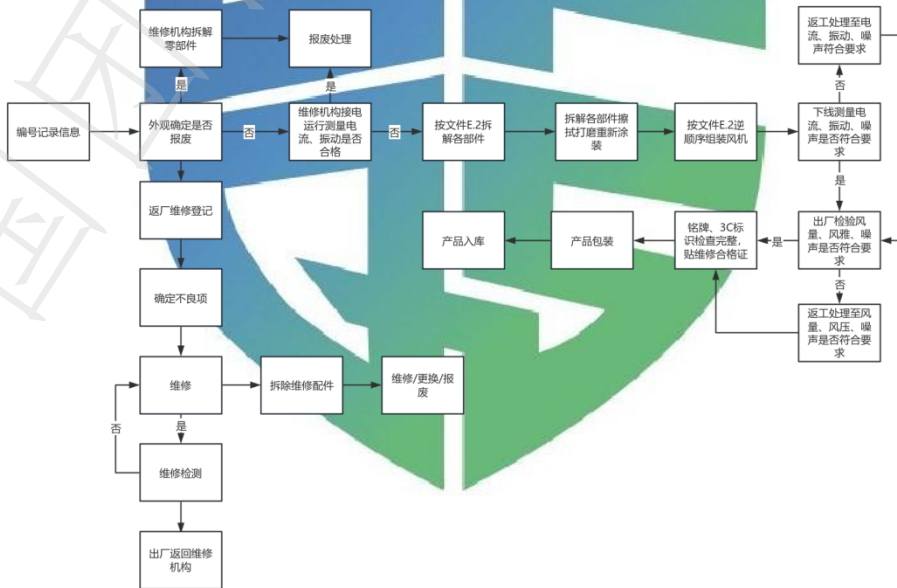 维修机构拆解
零部件
报废处理
返工处理至电
流、振动、噪
声符合要求
是
是
否
编号记录信息
外观确定是否
报废
否
维修机构接电
运行测量电
流、振动是否
合格
否
按文件E.2拆
解各部件
拆解各部件擦
拭打磨重新涂
装
按文件E.2逆
顺序组装风机
下线测量电
流、振动、噪
声是否符合要
求
是
返厂维修登记
产品入库
产品包装
铭牌、3C标
识检查完整，
贴维修合格证
是
出厂检验风
量、风雅、噪
声是否符合要
求
否
确定不良项
返工处理至风
量、风压、噪
声是否符合要
求
维修
拆除维修配件
维修/更换/报
废
否
是
维修检测
出厂返回维修
机构